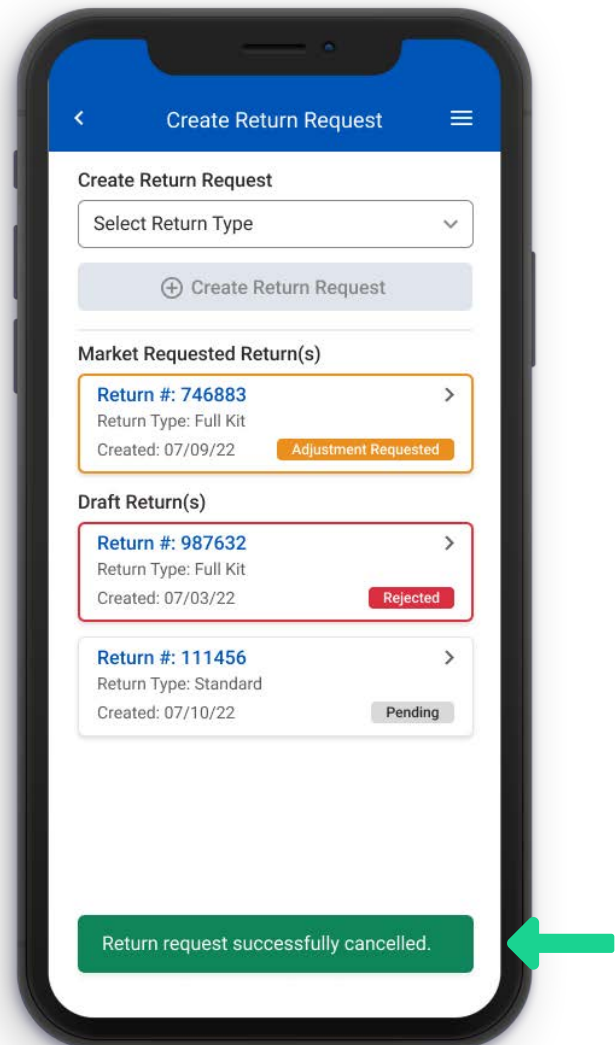 Create Return Request
Create Return Request
Select Return Type
Create Return Request
Market Requested Return(s)
Return #: 746883
Return Type: Full Kit
Created: 07/09/22 Adjustment Requested
Draft Return(s)
Return #: 987632
Return Type: Full Kit
Created: 07/03/22 Rejected
Return #: 111456
Return Type: Standard
Created: 07/10/22 Pending
Return request successfully cancelled.